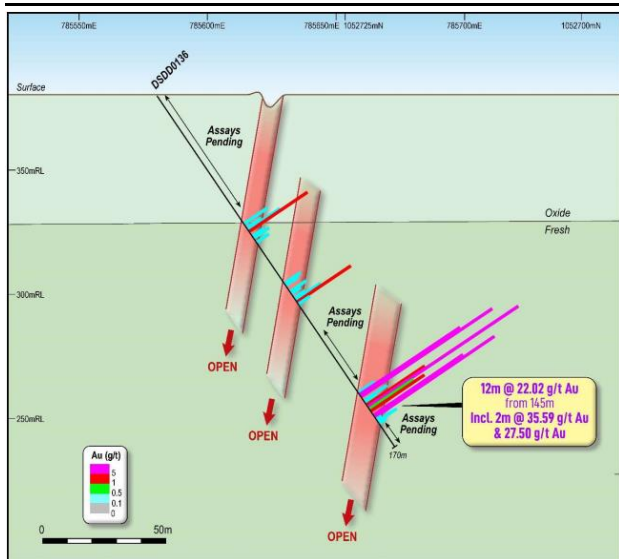 785550mE 785600mE 785650mE 1052725mN 785700mE 1052700mN
DSDD0136
Surface
Assays
Pending
350mRL
Oxide
Fresh
300mRL
Assays
Pending
OPEN
12m @ 22.02 g/t Au
from 145m
Incl. 2m @ 35.59 g/t Au
& 27.50 g/t Au
OPEN
250mRL
Assays
Pending
170m
Au (g/t)
5
1
0.5
0.1
0
0 50m
OPEN